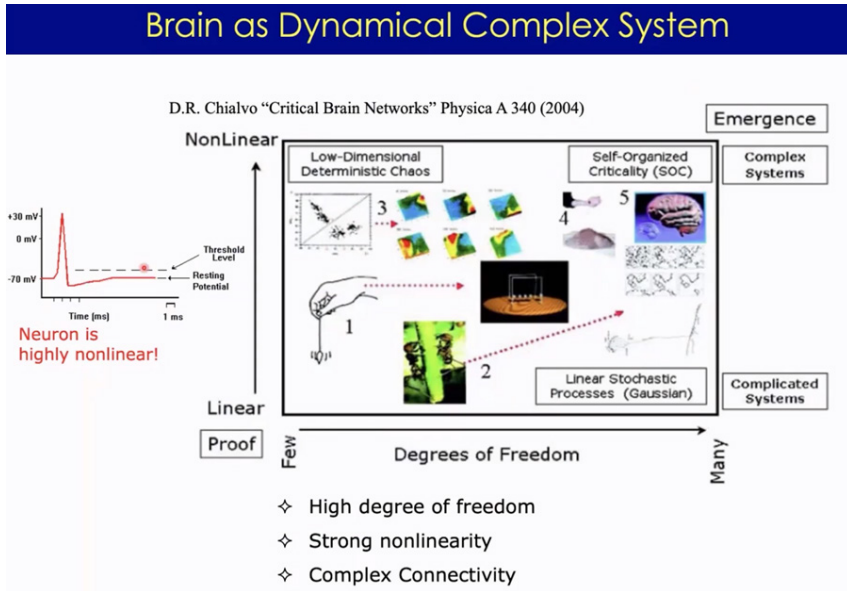 Brain as Dynamical Complex System
D.R. Chialvo “Critical Brain Networks” Physica A 340 (2004)
Emergence
NonLinear
Low-Dimensional
Deterministic Chaos
Self-Organized
Criticality (SOC)
Complex
Systems
3
4
5
+30 mV
0 mV
-70 mV
Threshold
Level
Resting
Potential
Time (ms)
1 ms
Neuron is
highly nonlinear!
1
2
Linear Stochastic
Processes (Gaussian)
Complicated
Systems
Linear
Proof
Few
Degrees of Freedom
Many
✧ High degree of freedom
✧ Strong nonlinearity
✧ Complex Connectivity